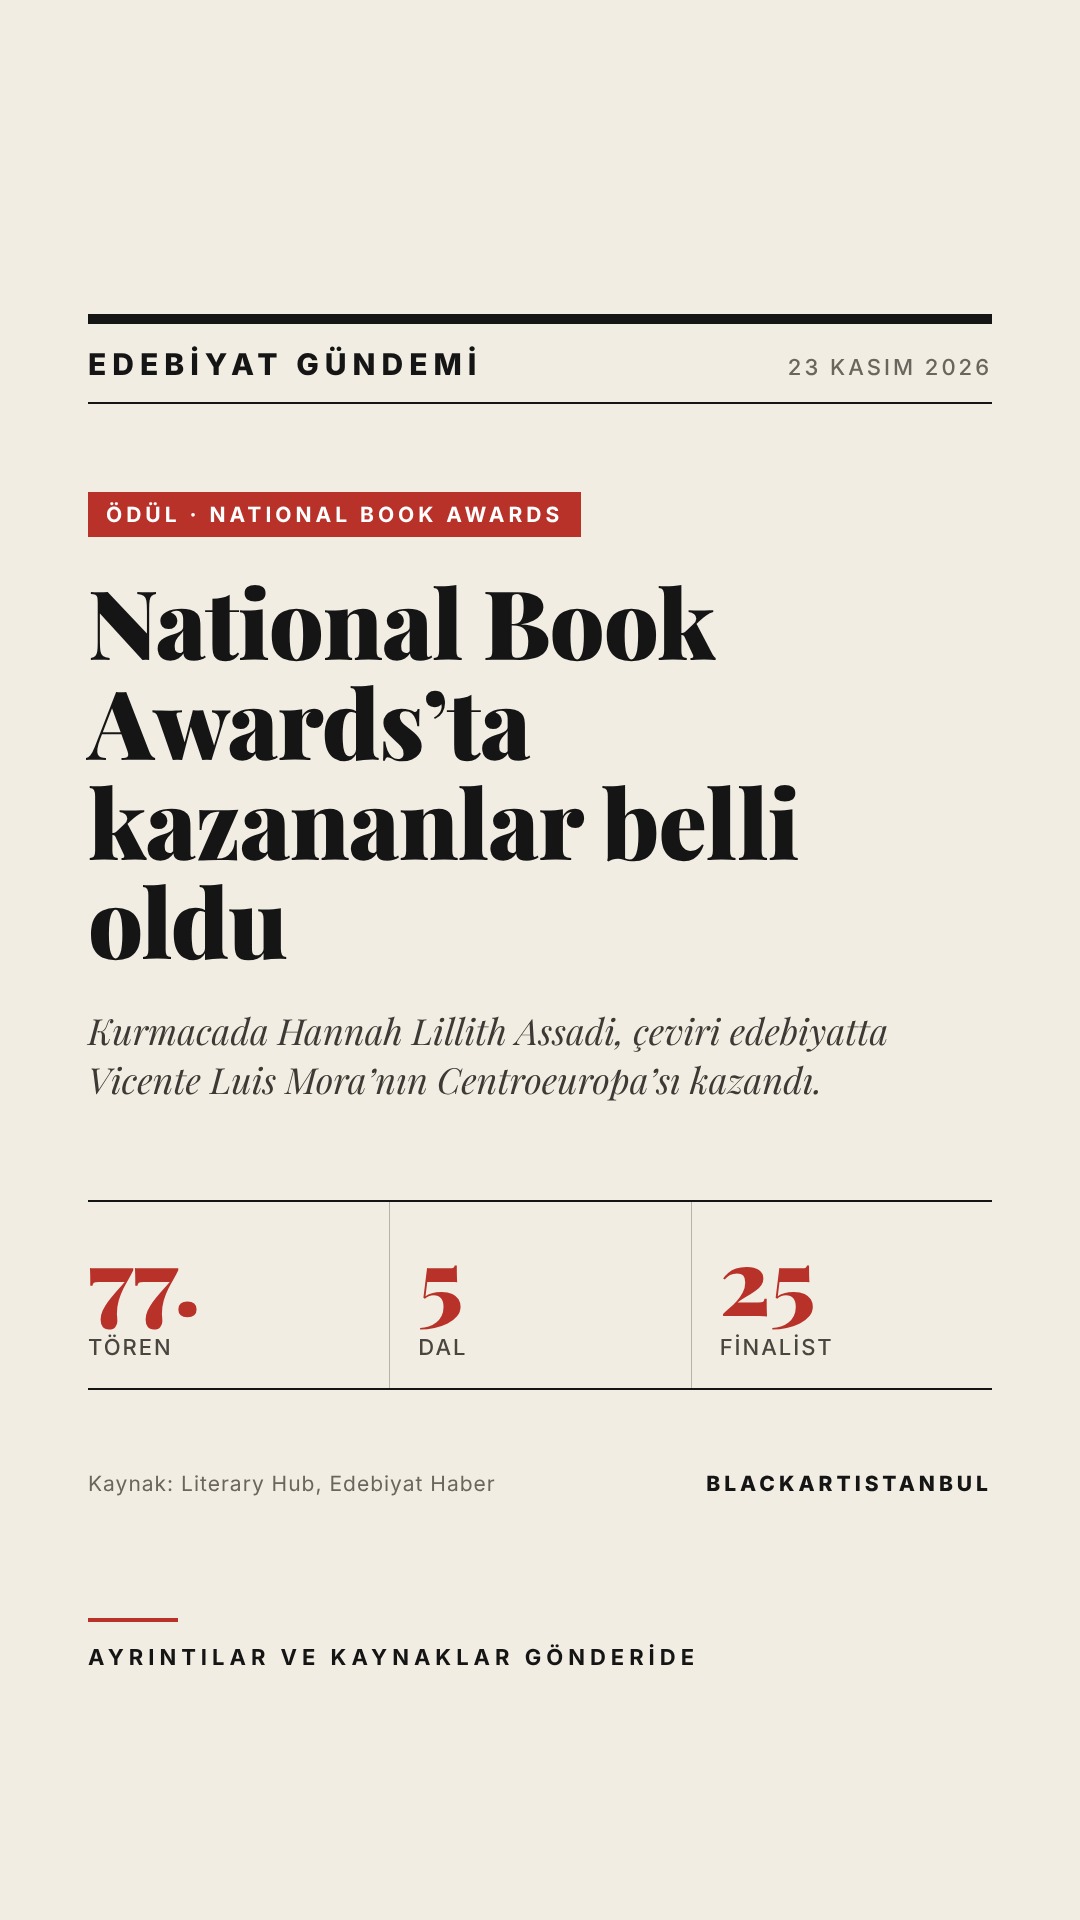 EDEBİYAT GÜNDEMİ
23 KASIM 2026
ÖDÜL · NATIONAL BOOK AWARDS
National Book
Awards’ta
kazananlar belli
oldu
Kurmacada Hannah Lillith Assadi, çeviri edebiyatta
Vicente Luis Mora’nın Centroeuropa’sı kazandı.
77.
TÖREN
5
DAL
25
FİNALİST
Kaynak: Literary Hub, Edebiyat Haber
BLACKARTISTANBUL
AYRINTILAR VE KAYNAKLAR GÖNDERİDE